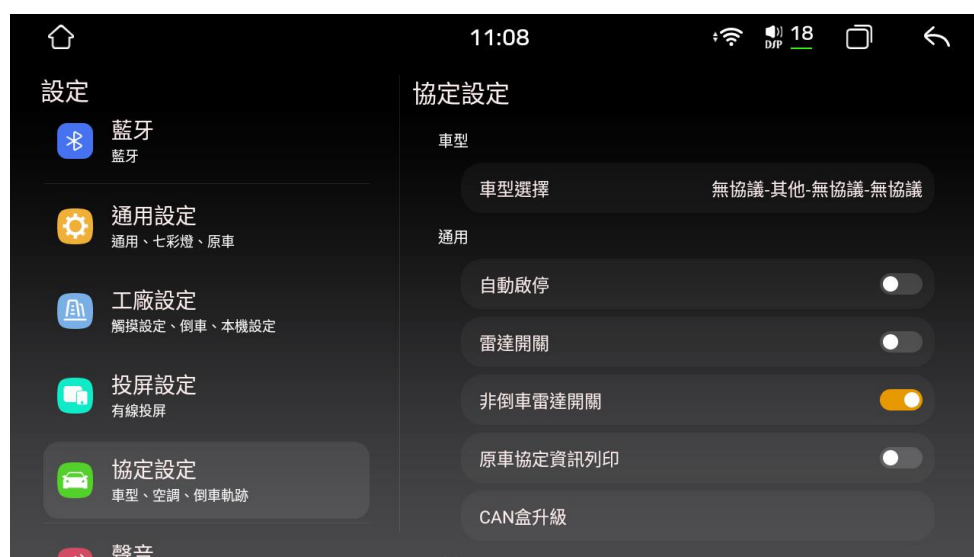 11:08
DSP 18
設定
藍牙
藍牙
通用設定
通用、七彩燈、原車
工廠設定
觸摸設定、倒車、本機設定
投屏設定
有線投屏
協定設定
車型、空調、倒車軌跡
聲音
協定設定
車型
車型選擇 無協議-其他-無協議-無協議
通用
自動啟停
雷達開關
非倒車雷達開關
原車協定資訊列印
CAN盒升級